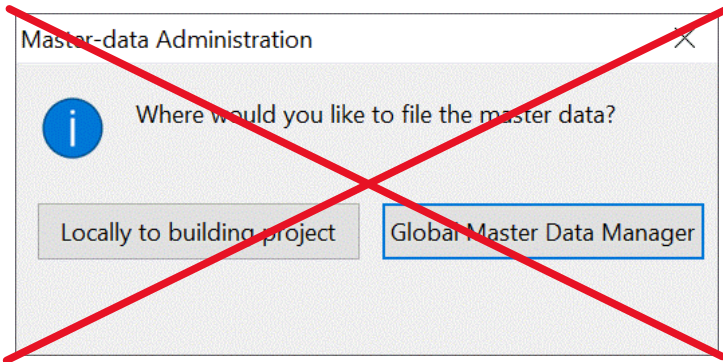 Master-data Administration
Where would you like to file the master data?
Locally to building project
Global Master Data Manager